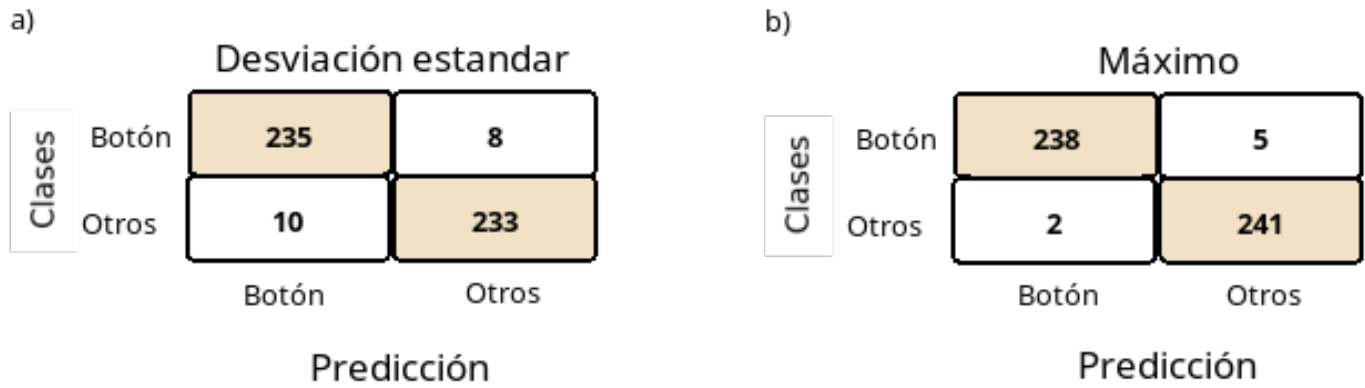 a)
Desviación estandar
Clases
Botón 235 8
Otros 10 233
Botón Otros
Predicción
b)
Máximo
Clases
Botón 238 5
Otros 2 241
Botón Otros
Predicción